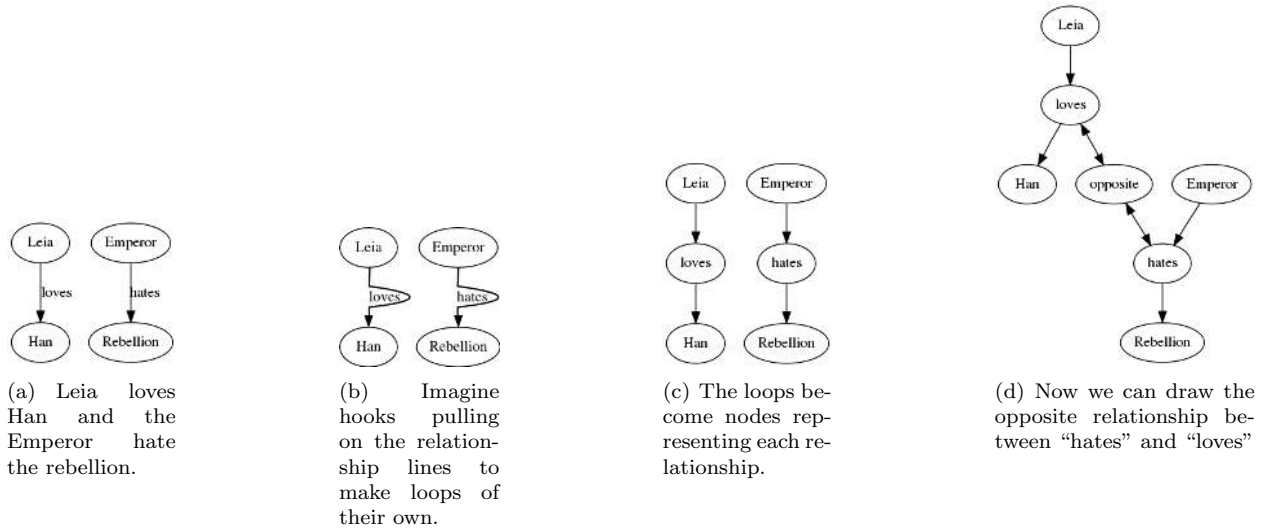 Leia
Emperor
loves
hates
Han
Rebellion
(a) Leia loves
Han and the
Emperor hate
the rebellion.
Leia
Emperor
loves
hates
Han
Rebellion
(b) Imagine
hooks pulling
on the relation-
ship lines to
make loops of
their own.
Leia
Emperor
loves
hates
Han
Rebellion
(c) The loops be-
come nodes rep-
resenting each re-
lationship.
Leia
loves
Han
opposite
Emperor
hates
Rebellion
(d) Now we can draw the
opposite relationship be-
tween “hates” and “loves”